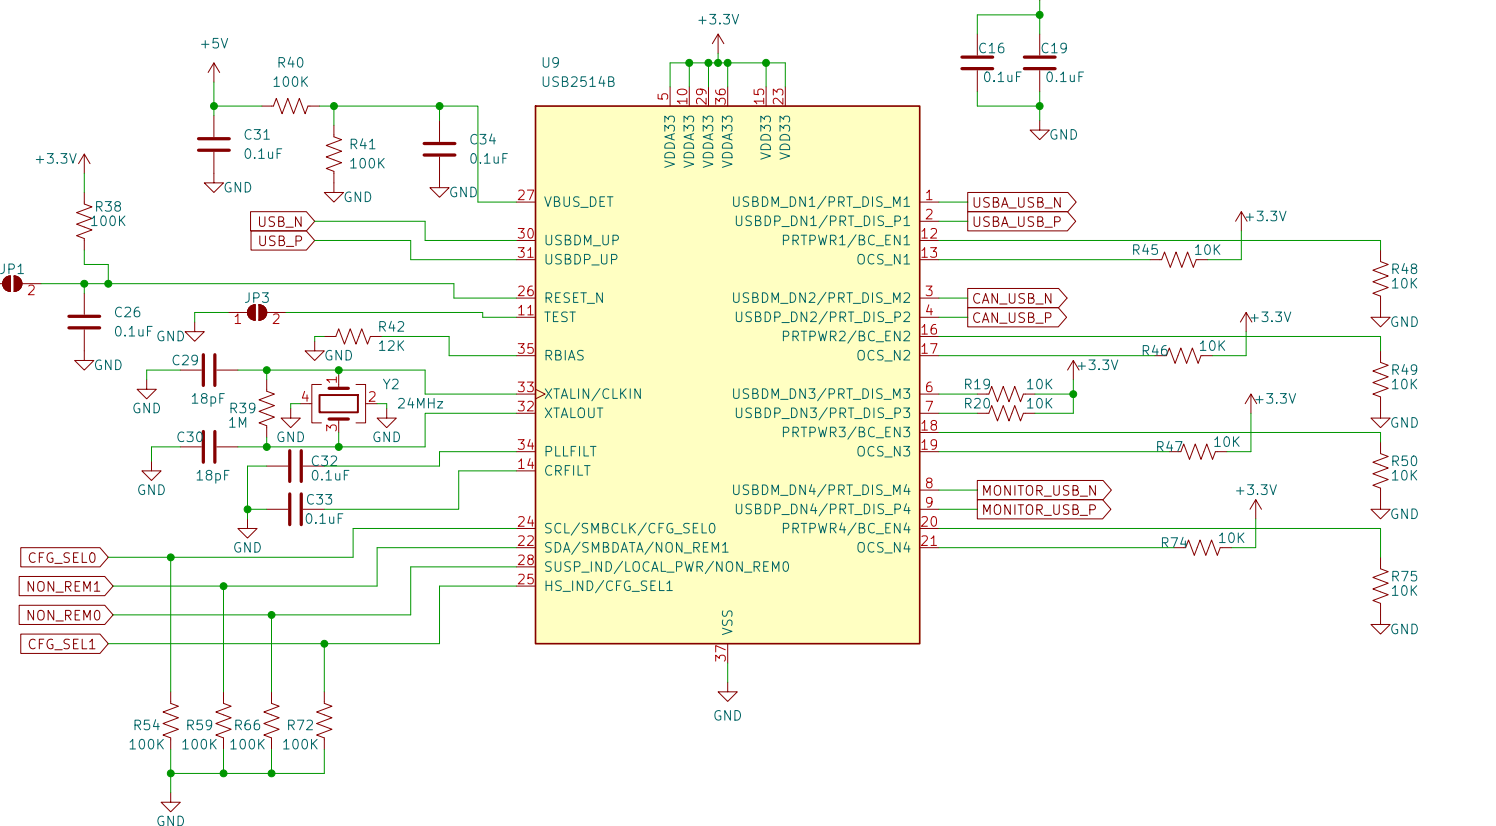 +3.3V
+5V
R40
100K
U9
USB2514B
C16
0.1uF
C19
0.1uF
GND
5
10
29
36
15
23
VDDA33
VDDA33
VDDA33
VDDA33
VDD33
VDD33
C31
0.1uF
GND
R41
100K
GND
C34
0.1uF
GND
+3.3V
R38
100K
JP1
2
C26
0.1uF
GND
USB_N
USB_P
JP3
1
2
GND
R42
12K
GND
C29
18pF
GND
R39
1M
Y2
24MHz
1
2
3
4
GND
GND
C30
18pF
GND
C32
0.1uF
C33
0.1uF
GND
27
VBUS_DET
30
USBDM_UP
31
USBDP_UP
26
RESET_N
11
TEST
35
RBIAS
33
XTALIN/CLKIN
32
XTALOUT
34
PLLFILT
14
CRFILT
24
SCL/SMBCLK/CFG_SEL0
22
SDA/SMBDATA/NON_REM1
28
SUSP_IND/LOCAL_PWR/NON_REM0
25
HS_IND/CFG_SEL1
CFG_SEL0
NON_REM1
NON_REM0
CFG_SEL1
R54
100K
R59
100K
R66
100K
R72
100K
GND
VSS
37
GND
USBDM_DN1/PRT_DIS_M1
1
USBA_USB_N
USBDP_DN1/PRT_DIS_P1
2
USBA_USB_P
PRTPWR1/BC_EN1
12
OCS_N1
13
R45
10K
+3.3V
R48
10K
GND
USBDM_DN2/PRT_DIS_M2
3
CAN_USB_N
USBDP_DN2/PRT_DIS_P2
4
CAN_USB_P
PRTPWR2/BC_EN2
16
OCS_N2
17
R46
10K
+3.3V
R49
10K
GND
USBDM_DN3/PRT_DIS_M3
6
R19
10K
+3.3V
USBDP_DN3/PRT_DIS_P3
7
R20
10K
PRTPWR3/BC_EN3
18
OCS_N3
19
R47
10K
+3.3V
R50
10K
GND
USBDM_DN4/PRT_DIS_M4
8
MONITOR_USB_N
USBDP_DN4/PRT_DIS_P4
9
MONITOR_USB_P
PRTPWR4/BC_EN4
20
OCS_N4
21
R74
10K
+3.3V
R75
10K
GND